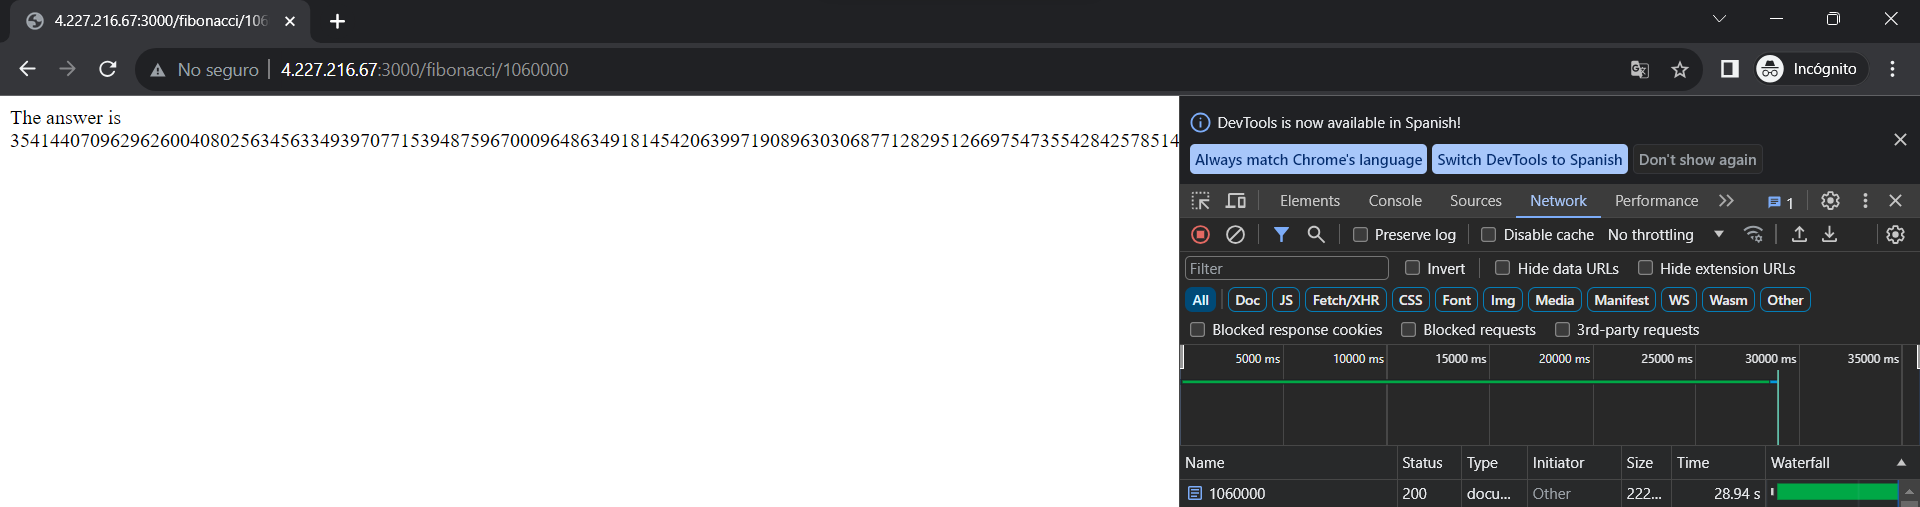 4.227.216.67:3000/fibonacci/106
No seguro 4.227.216.67:3000/fibonacci/1060000 Incógnito
The answer is
354144070962962600408025634563349397077153948759670009648634918145420639971908963030687712829512669754735542842578514
DevTools is now available in Spanish!
Always match Chrome's language Switch DevTools to Spanish Don't show again
Elements Console Sources Network Performance 1
Preserve log Disable cache No throttling
Filter Invert Hide data URLs Hide extension URLs
All Doc JS Fetch/XHR CSS Font Img Media Manifest WS Wasm Other
Blocked response cookies Blocked requests 3rd-party requests
5000 ms 10000 ms 15000 ms 20000 ms 25000 ms 30000 ms 35000 ms
Name Status Type Initiator Size Time Waterfall
1060000 200 docu... Other 222... 28.94 s